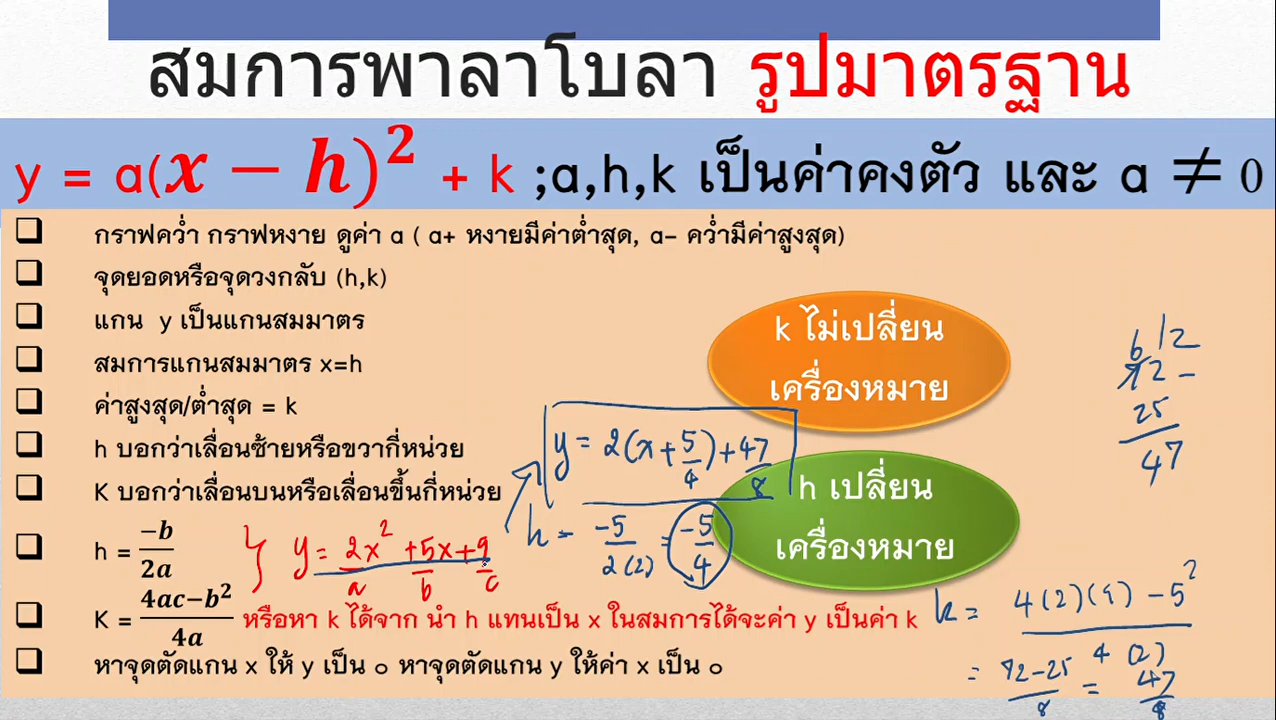 สมการพาลาโบลา รูปมาตรฐาน
y = a(x − h)² + k ;a,h,k เป็นค่าคงตัว และ a ≠ 0
กราฟคว่ำ กราฟหงาย ดูค่า a ( a+ หงายมีค่าต่ำสุด, a- คว่ำมีค่าสูงสุด)
จุดยอดหรือจุดวงกลับ (h,k)
แกน y เป็นแกนสมมาตร
สมการแกนสมมาตร x=h
ค่าสูงสุด/ต่ำสุด = k
h บอกว่าเลื่อนซ้ายหรือขวากี่หน่วย
K บอกว่าเลื่อนบนหรือเลื่อนขึ้นกี่หน่วย
h = −b/2a
K = 4ac−b²/4a หรือหา k ได้จาก นำ h แทนเป็น x ในสมการได้จะค่า y เป็นค่า k
หาจุดตัดแกน x ให้ y เป็น 0 หาจุดตัดแกน y ให้ค่า x เป็น 0
k ไม่เปลี่ยน
เครื่องหมาย
h เปลี่ยน
เครื่องหมาย
y = 2x² +5x+9
a b c
y = 2(x+5/4)+47/8
h = -5/2(2) = -5/4
k = 4(2)(9) -5²/4(2)
= 72-25/8 = 47/8
6 12
72 -
25
47